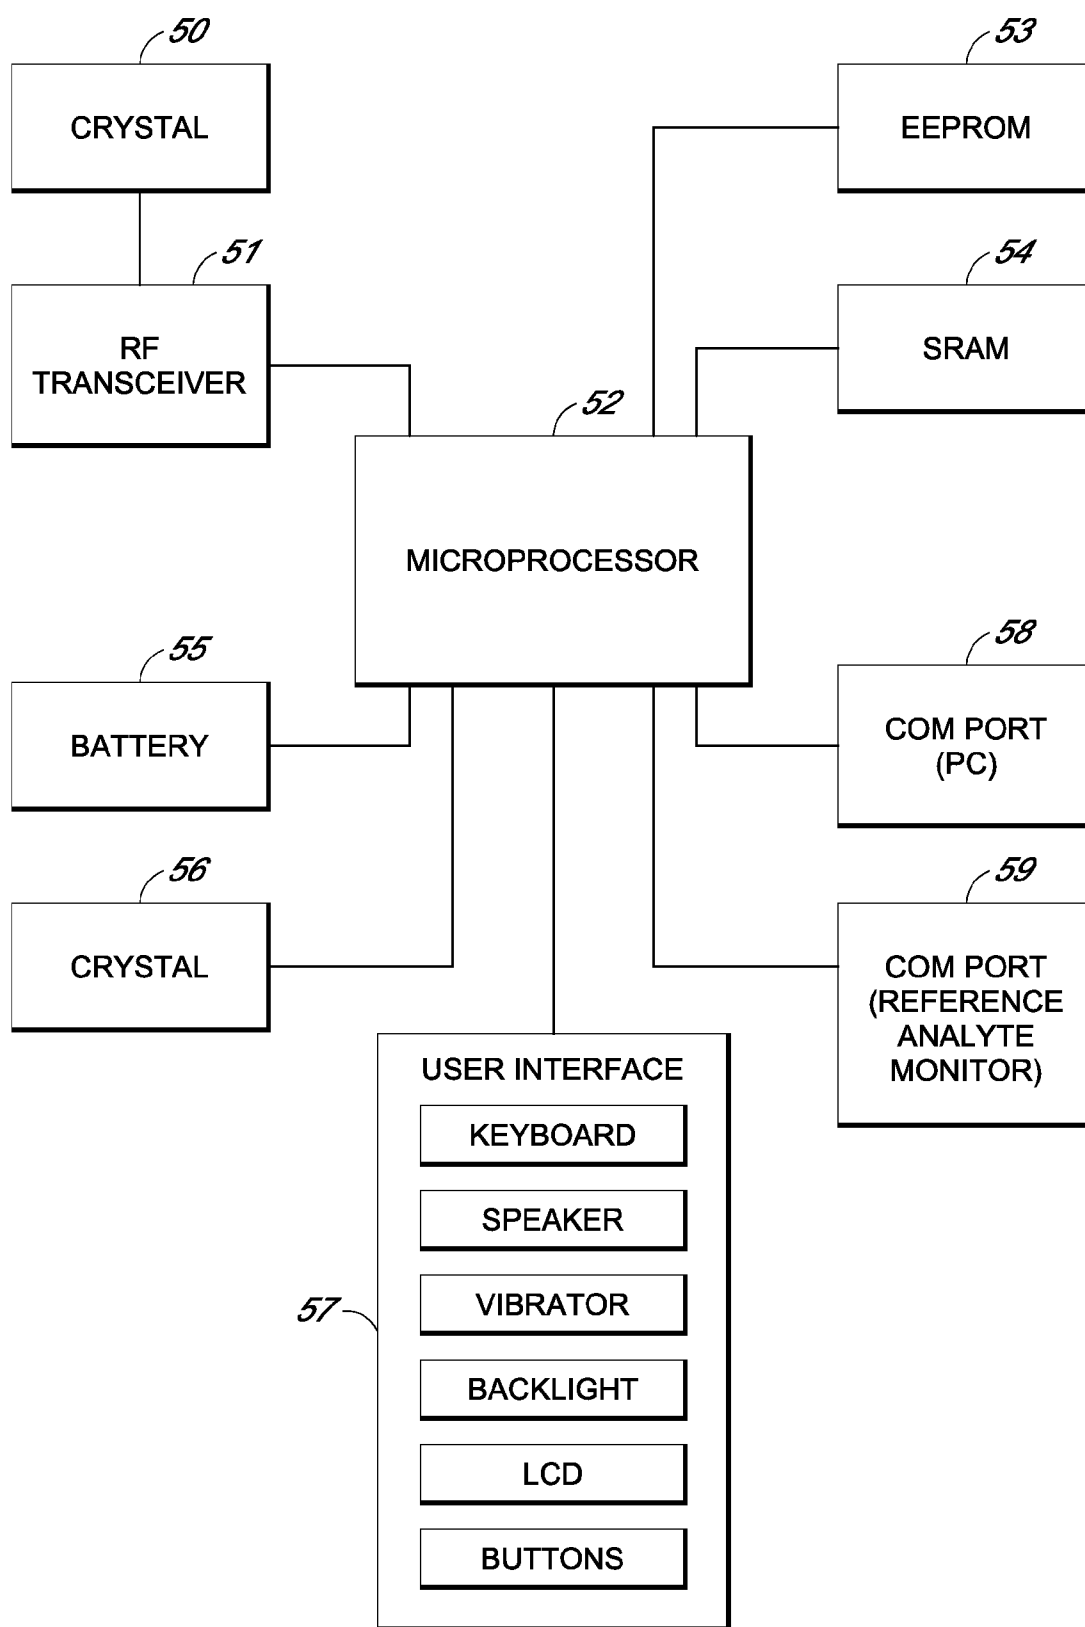 50
CRYSTAL
53
EEPROM
51
RF
TRANSCEIVER
54
SRAM
52
MICROPROCESSOR
55
BATTERY
58
COM PORT
(PC)
56
CRYSTAL
59
COM PORT
(REFERENCE
ANALYTE
MONITOR)
57
USER INTERFACE
KEYBOARD
SPEAKER
VIBRATOR
BACKLIGHT
LCD
BUTTONS